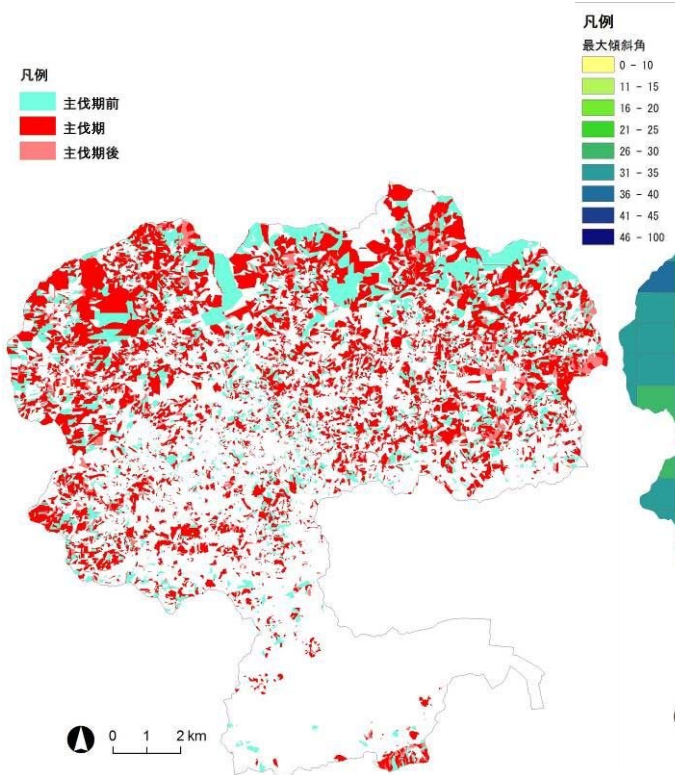 凡例
主伐期前
主伐期
主伐期後
0 1 2 km
凡例
最大傾斜角
0 - 10
11 - 15
16 - 20
21 - 25
26 - 30
31 - 35
36 - 40
41 - 45
46 - 100